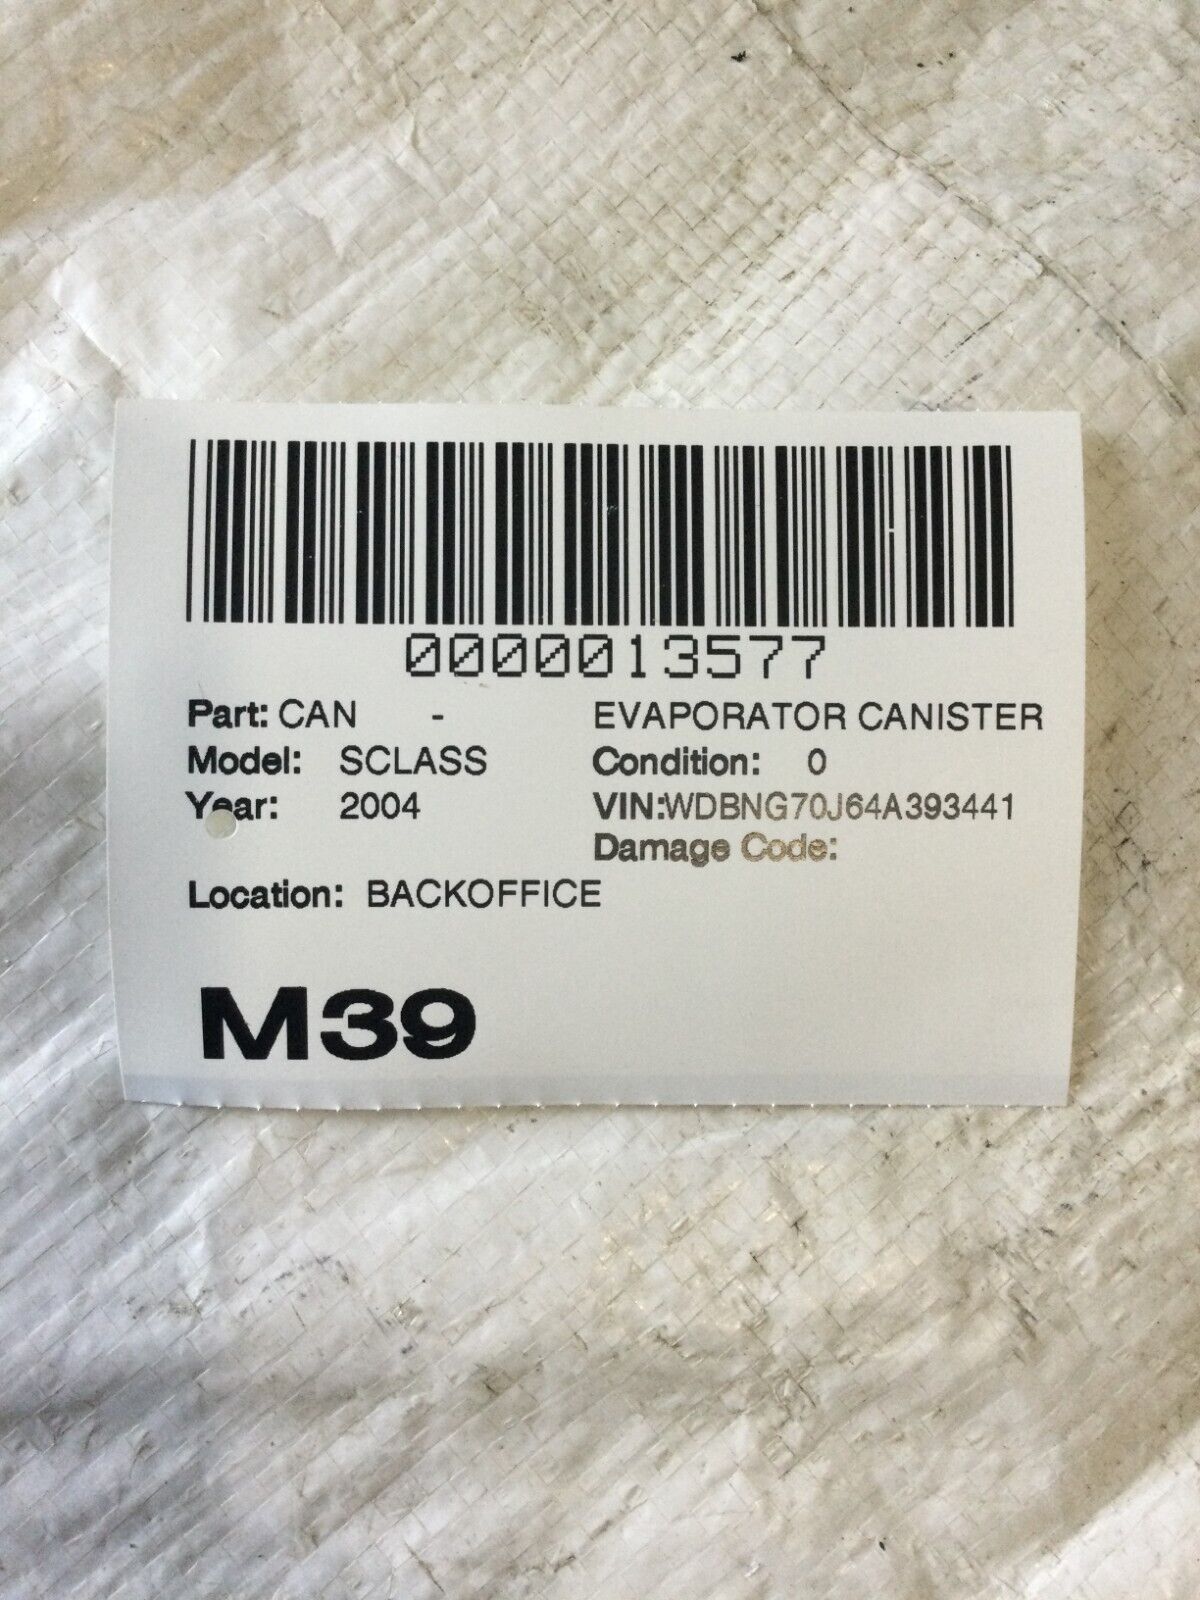 0000013577
Part: CAN - EVAPORATOR CANISTER
Model: SCLASS Condition: 0
Year: 2004 VIN:WDBNG70J64A393441
Damage Code:
Location: BACKOFFICE
M39